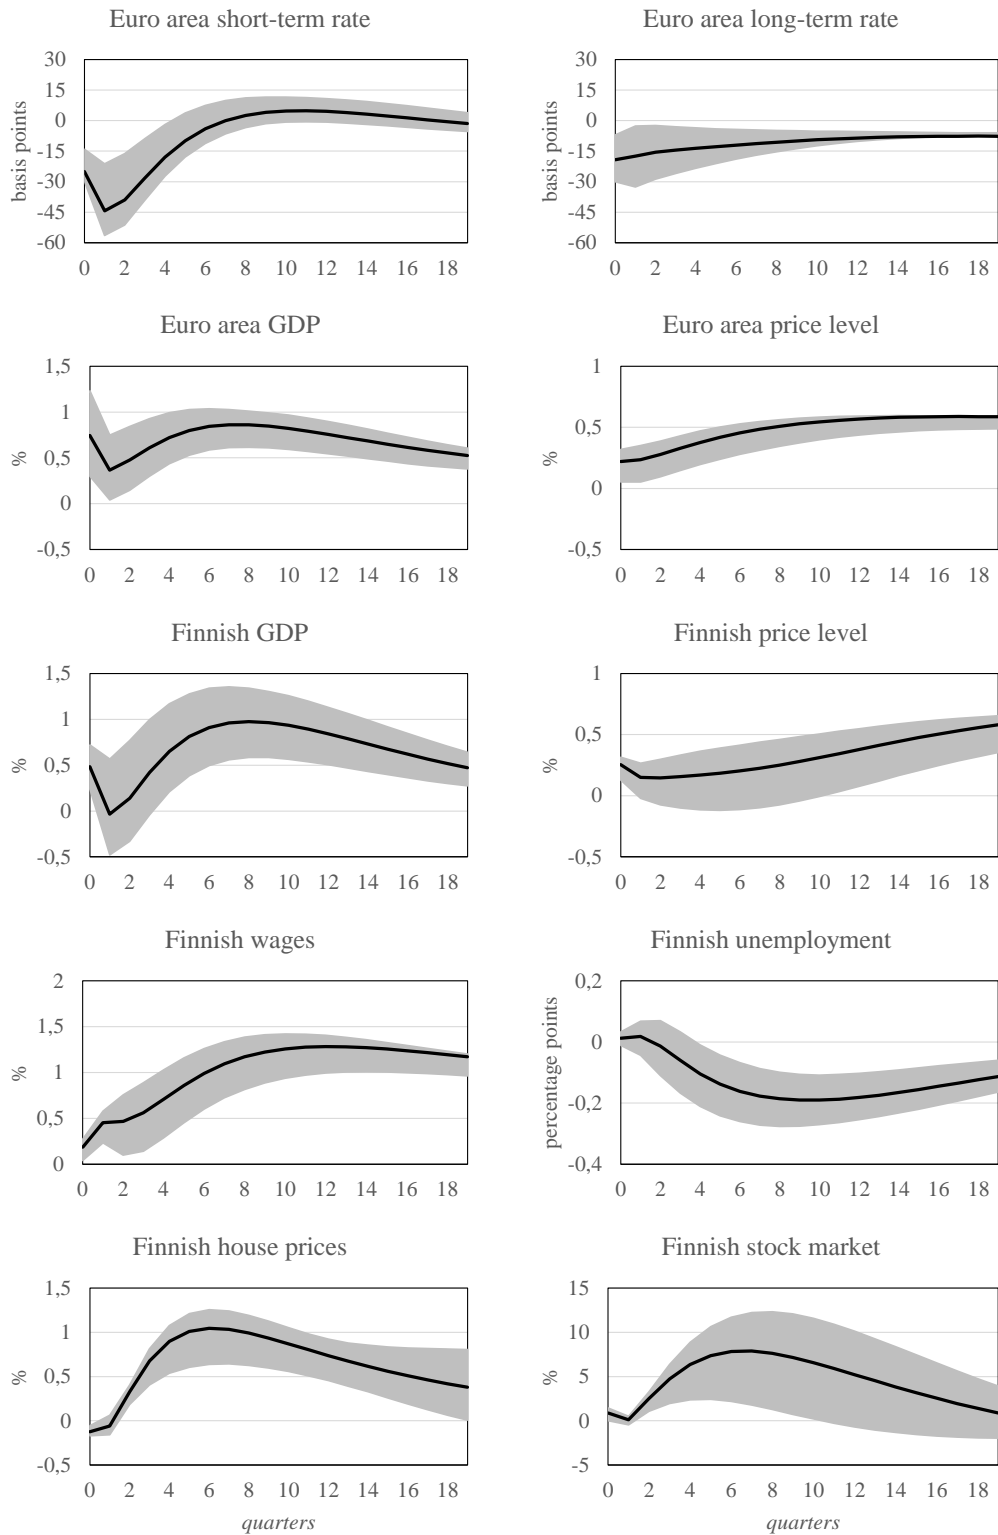 Euro area short-term rate
basis points
30
15
0
-15
-30
-45
-60
0 2 4 6 8 10 12 14 16 18
Euro area long-term rate
basis points
30
15
0
-15
-30
-45
-60
0 2 4 6 8 10 12 14 16 18
Euro area GDP
%
1,5
1
0,5
0
-0,5
0 2 4 6 8 10 12 14 16 18
Euro area price level
%
1
0,5
0
-0,5
0 2 4 6 8 10 12 14 16 18
Finnish GDP
%
1,5
1
0,5
0
-0,5
0 2 4 6 8 10 12 14 16 18
Finnish price level
%
1
0,5
0
-0,5
0 2 4 6 8 10 12 14 16 18
Finnish wages
%
2
1,5
1
0,5
0
0 2 4 6 8 10 12 14 16 18
Finnish unemployment
percentage points
0,2
0
-0,2
-0,4
0 2 4 6 8 10 12 14 16 18
Finnish house prices
%
1,5
1
0,5
0
-0,5
0 2 4 6 8 10 12 14 16 18
quarters
Finnish stock market
%
15
10
5
0
-5
0 2 4 6 8 10 12 14 16 18
quarters